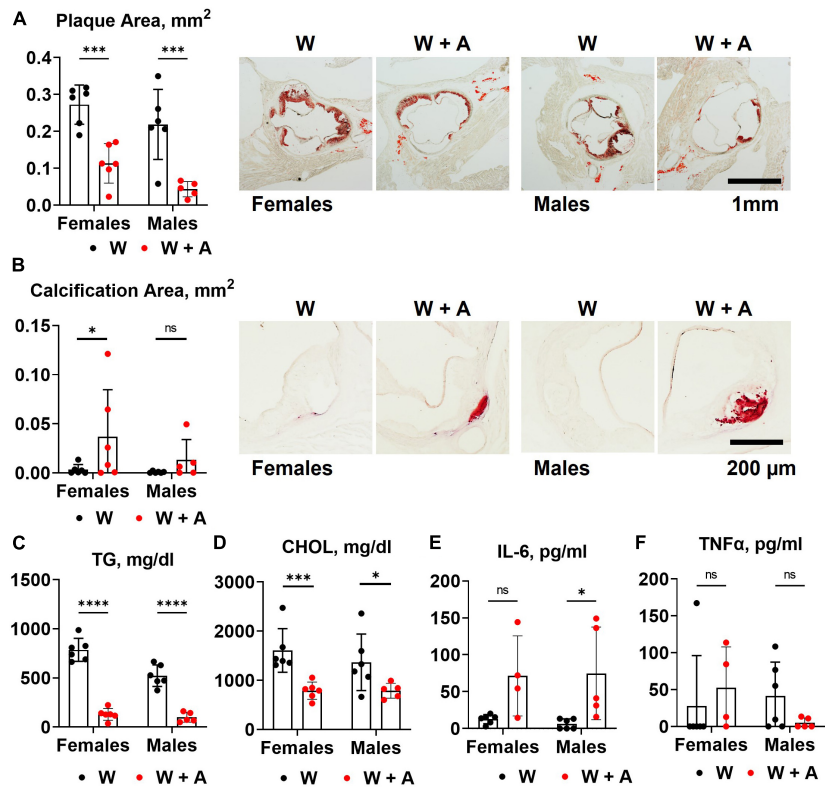 A
Plaque Area, mm²
W
W + A
W
W + A
***
***
0.4
0.3
0.2
0.1
0.0
Females
Males
W
W + A
Females
Males
1mm
B
Calcification Area, mm²
W
W + A
W
W + A
*
ns
0.15
0.10
0.05
0.00
Females
Males
W
W + A
Females
Males
200 µm
C
TG, mg/dl
****
****
1500
1000
500
0
Females
Males
W
W + A
D
CHOL, mg/dl
***
*
3000
2000
1000
0
Females
Males
W
W + A
E
IL-6, pg/ml
ns
*
200
150
100
50
0
Females
Males
W
W + A
F
TNFα, pg/ml
ns
ns
200
150
100
50
0
Females
Males
W
W + A